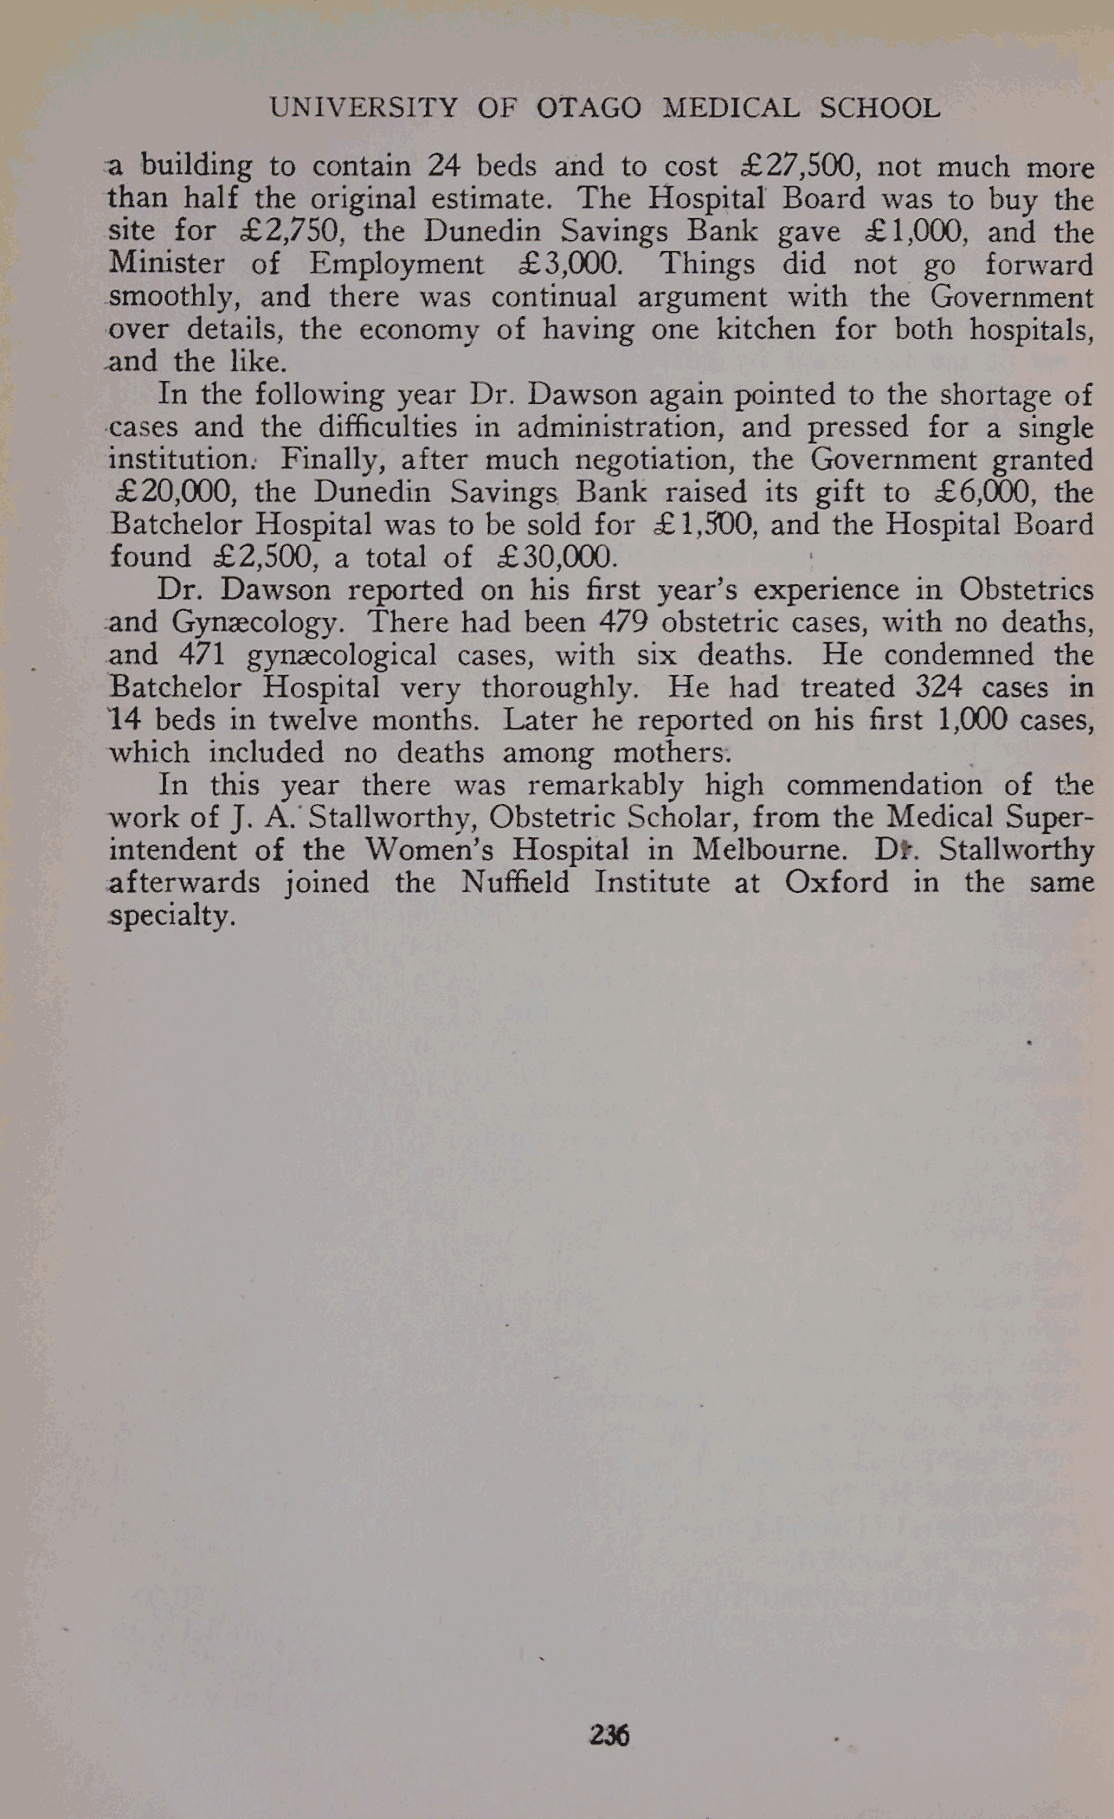 UNIVERSITY OF OTAGO MEDICAL SCHOOL
a building to contain 24 beds and to cost £27,500, not much more
than half the original estimate. The Hospital Board was to buy the
site for £2,750, the Dunedin Savings Bank gave £1,000, and the
Minister of Employment £3,000. Things did not go forward
smoothly, and there was continual argument with the Government
over details, the economy of having one kitchen for both hospitals,
and the like.
In the following year Dr. Dawson again pointed to the shortage of
cases and the difficulties in administration, and pressed for a single
institution. Finally, after much negotiation, the Government granted
£20,000, the Dunedin Savings Bank raised its gift to £6,000, the
Batchelor Hospital was to be sold for £1,500, and the Hospital Board
found £2,500, a total of £30,000.
Dr. Dawson reported on his first year's experience in Obstetrics
and Gynæcology. There had been 479 obstetric cases, with no deaths,
and 471 gynæcological cases, with six deaths. He condemned the
Batchelor Hospital very thoroughly. He had treated 324 cases in
14 beds in twelve months. Later he reported on his first 1,000 cases,
which included no deaths among mothers.
In this year there was remarkably high commendation of the
work of J. A. Stallworthy, Obstetric Scholar, from the Medical Super-
intendent of the Women's Hospital in Melbourne. Dr. Stallworthy
afterwards joined the Nuffield Institute at Oxford in the same
specialty.
236